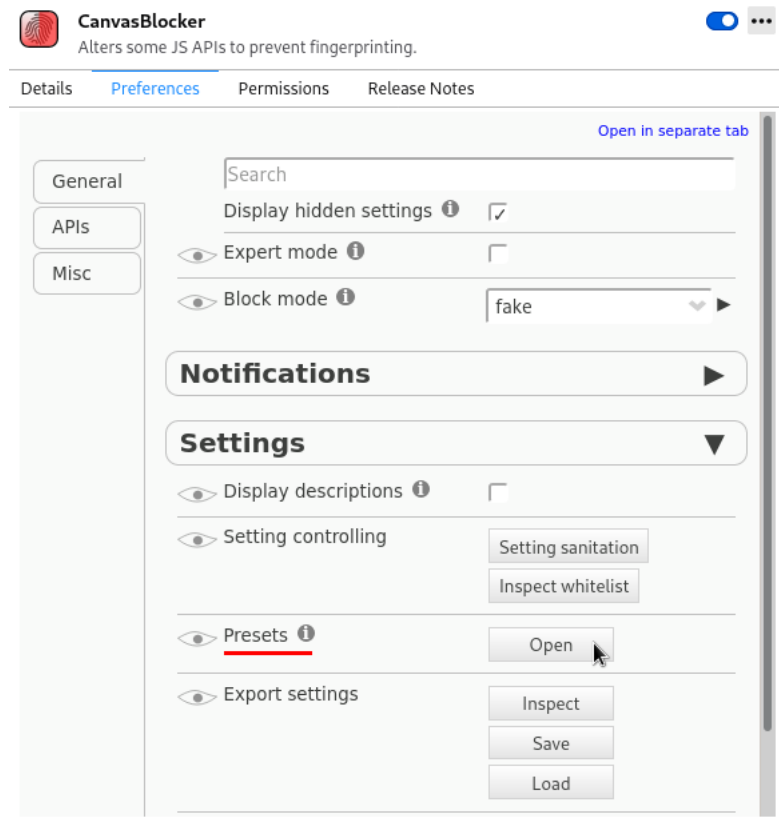 CanvasBlocker
Alters some JS APIs to prevent fingerprinting.
Details Preferences Permissions Release Notes
Open in separate tab
General
APIs
Misc
Search
Display hidden settings
Expert mode
Block mode fake
Notifications
Settings
Display descriptions
Setting controlling Setting sanitation
Inspect whitelist
Presets Open
Export settings Inspect
Save
Load